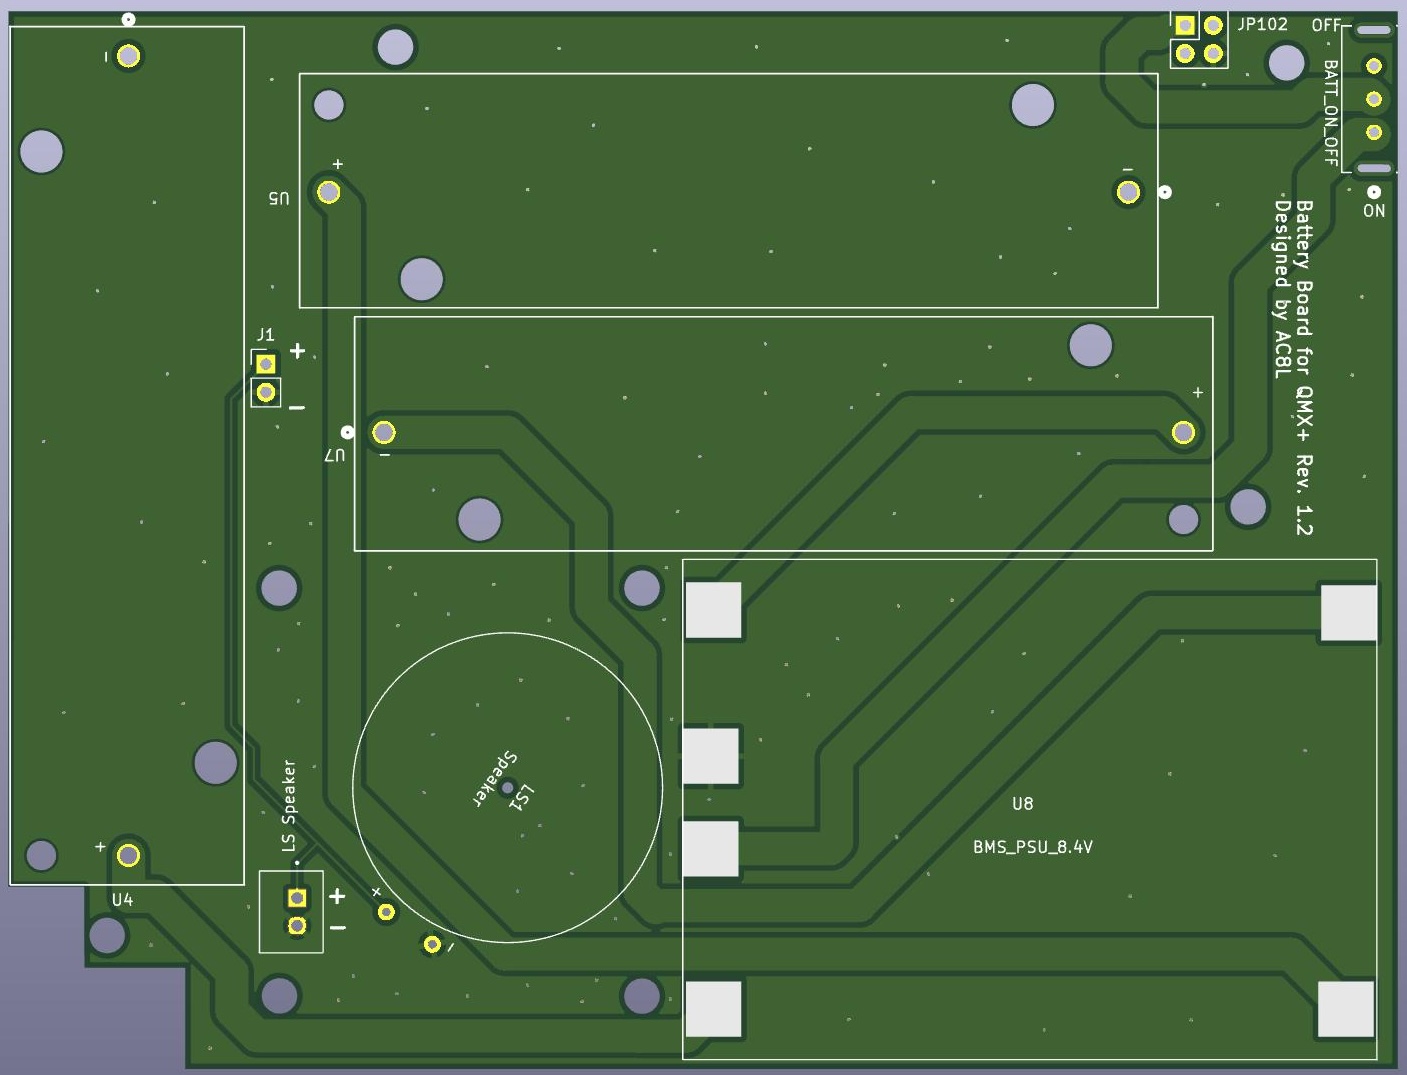 JP102
OFF
BATT_ON_OFF
ON
+
U5
J1
+
-
Battery Board for QMX+ Rev. 1.2
Designed by AC8L
+
U7
-
Speaker
LS1
LS Speaker
+
-
+
U4
U8
BMS_PSU_8.4V